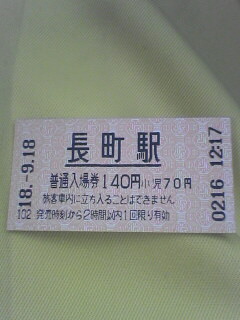 18.-9.18
長町駅
普通入場券 140円 小児70円
旅客車内に立ち入ることはできません
102 発売時刻から2時間以内1回限り有効
0216 12:17